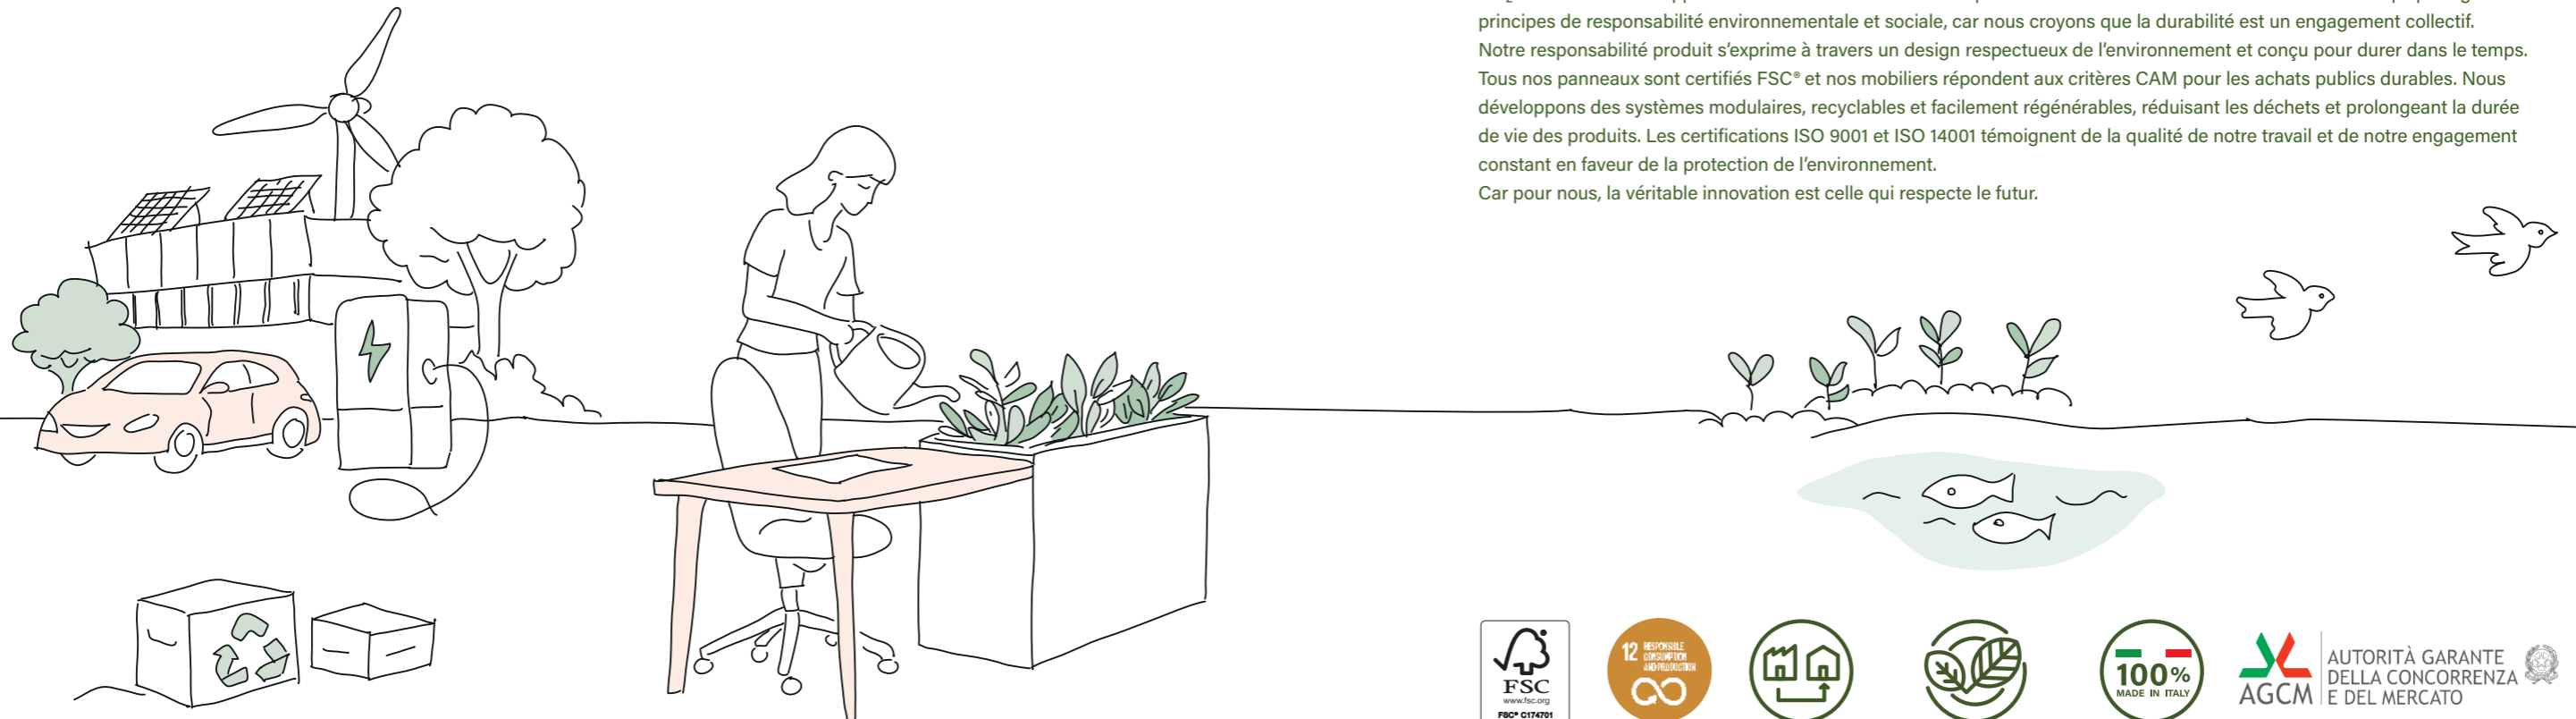 principes de responsabilité environnementale et sociale, car nous croyons que la durabilité est un engagement collectif.
Notre responsabilité produit s’exprime à travers un design respectueux de l’environnement et conçu pour durer dans le temps.
Tous nos panneaux sont certifiés FSC® et nos mobiliers répondent aux critères CAM pour les achats publics durables. Nous
développons des systèmes modulaires, recyclables et facilement régénérables, réduisant les déchets et prolongeant la durée
de vie des produits. Les certifications ISO 9001 et ISO 14001 témoignent de la qualité de notre travail et de notre engagement
constant en faveur de la protection de l’environnement.
Car pour nous, la véritable innovation est celle qui respecte le futur.
FSC
www.fsc.org
FSC® C174701
12 RESPONSIBLE
CONSUMPTION
AND PRODUCTION
100%
MADE IN ITALY
AGCM
AUTORITÀ GARANTE
DELLA CONCORRENZA
E DEL MERCATO